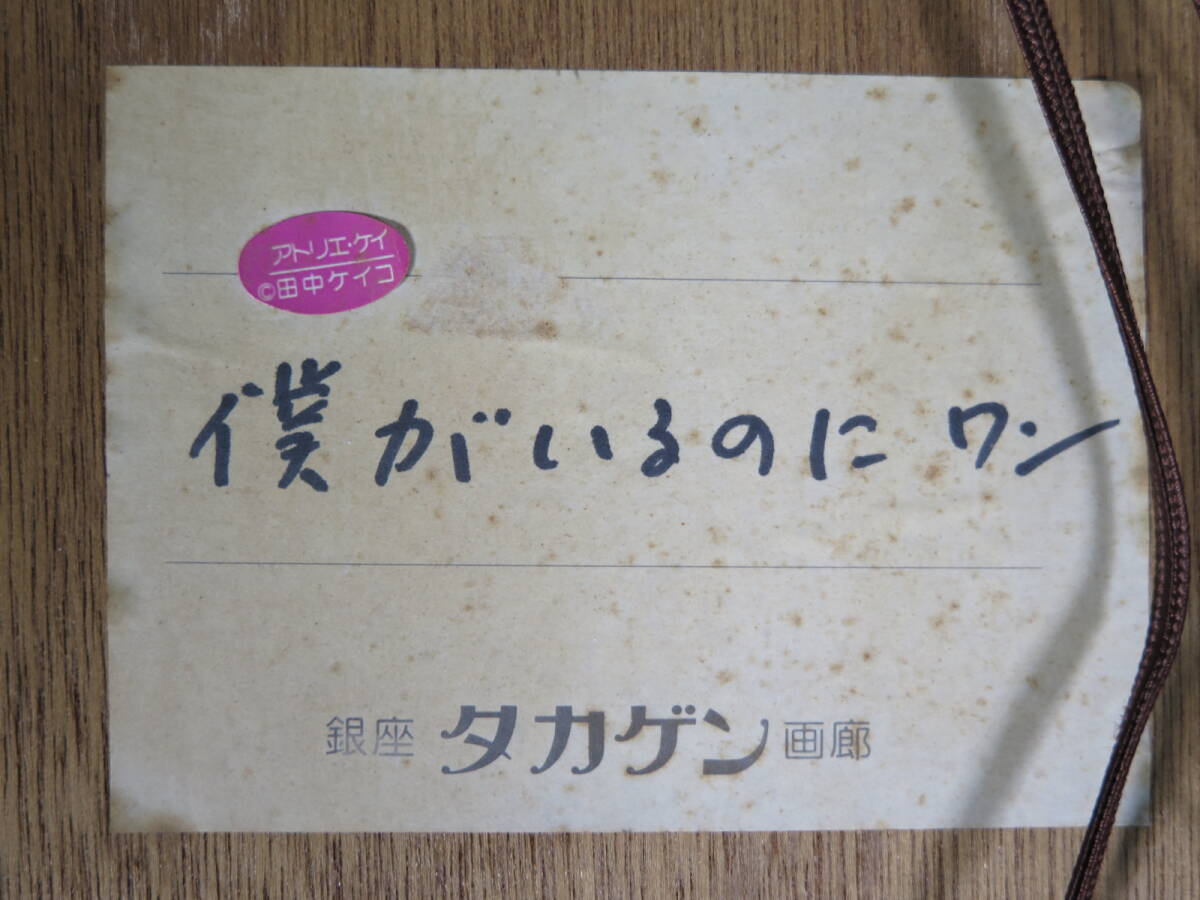 アトリエ・ケイ
©田中ケイコ
僕がいるのに ワン
銀座 タカゲン 画廊